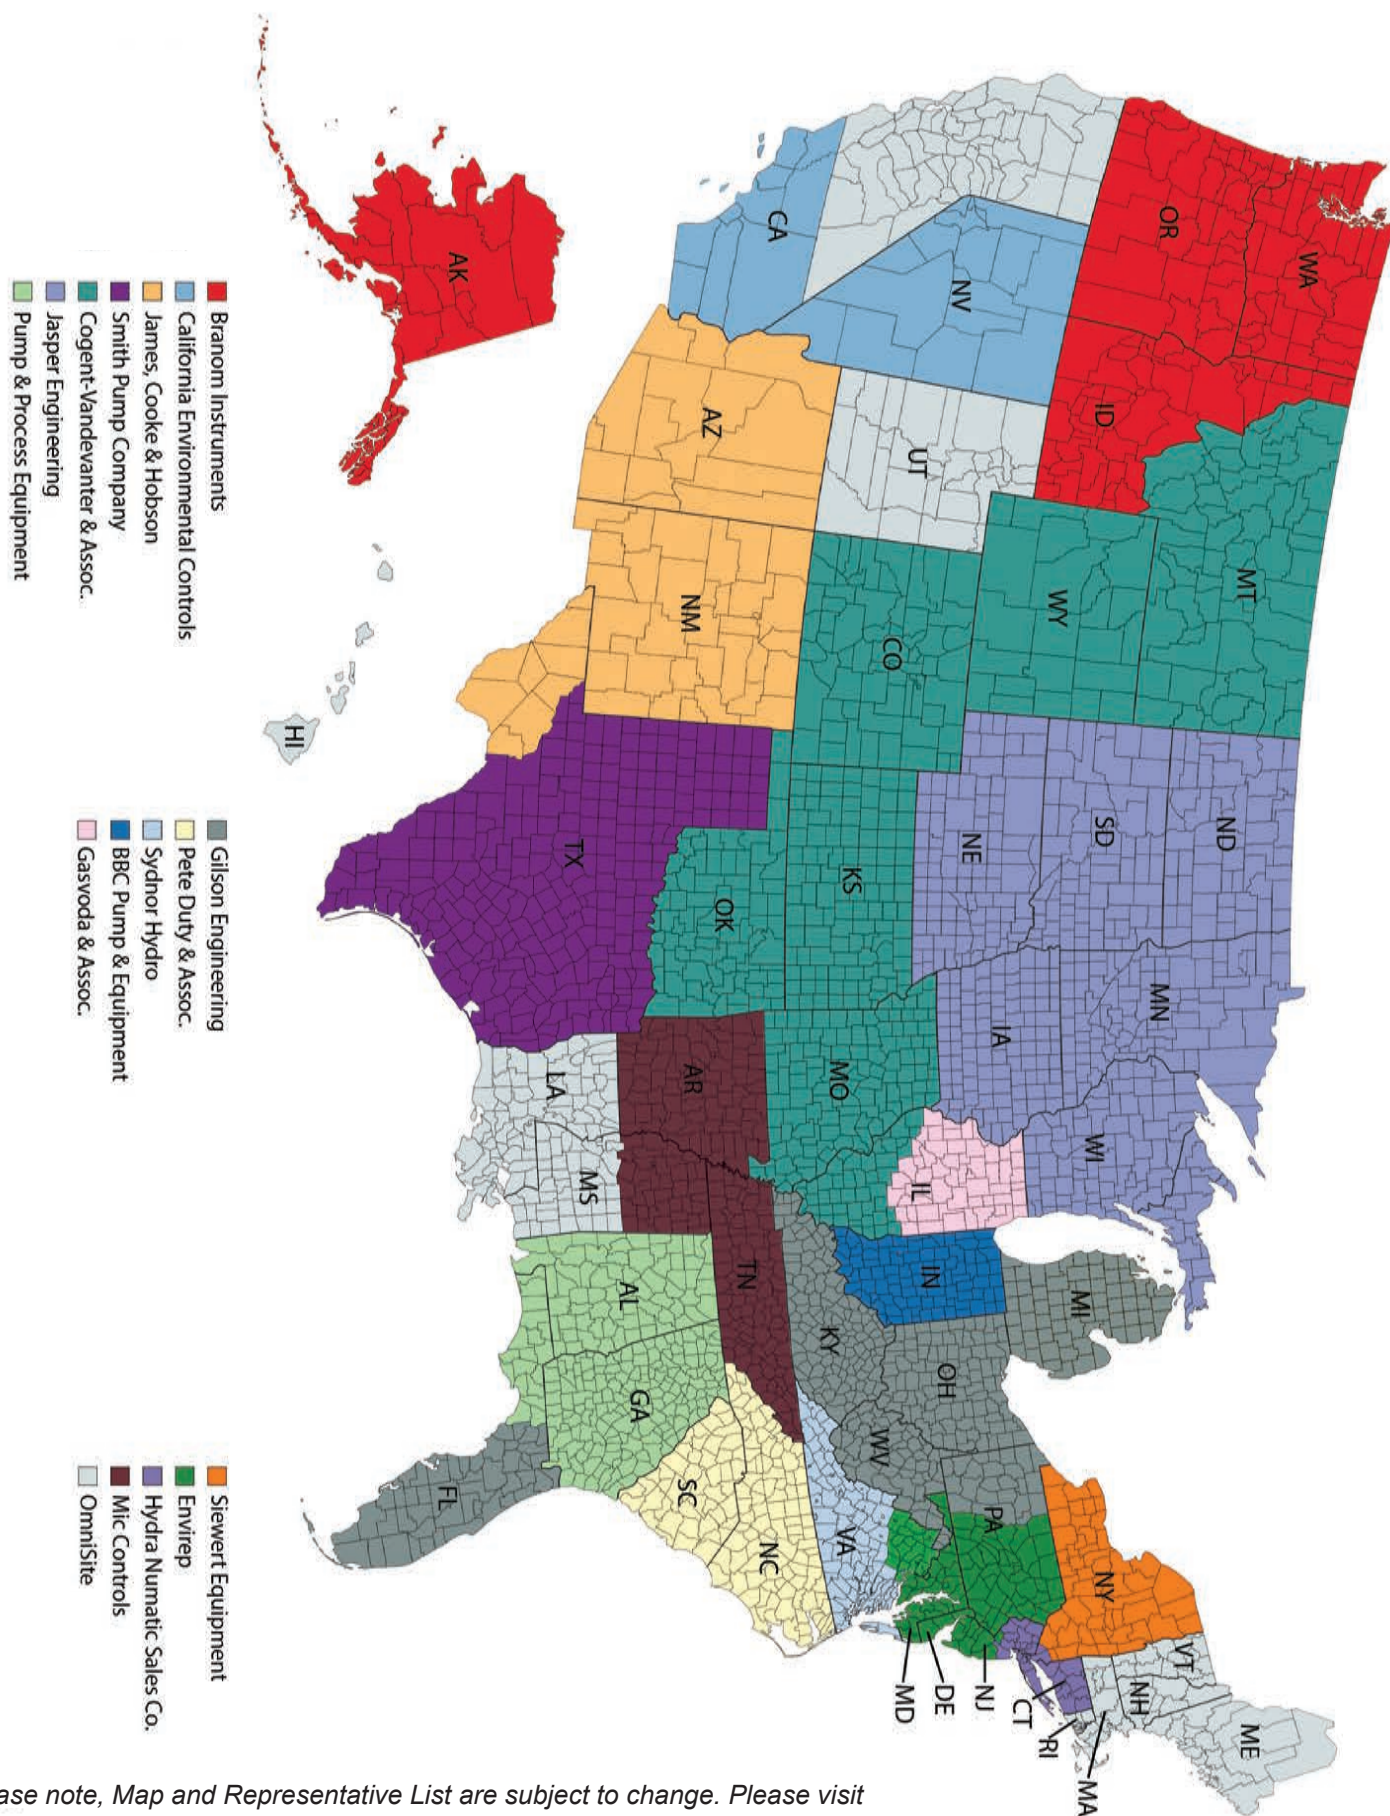 WA
OR
ID
MT
ND
MN
SD
WY
WI
NV
UT
NE
IA
MI
CO
KS
MO
IL
IN
OH
PA
NY
VT
NH
ME
MA
RI
CT
NJ
DE
MD
CA
AZ
NM
OK
AR
TN
KY
WV
VA
NC
SC
TX
LA
MS
AL
GA
FL
AK
HI
Branom Instruments
California Environmental Controls
James, Cooke & Hobson
Smith Pump Company
Cogent-Vandevanter & Assoc.
Jasper Engineering
Pump & Process Equipment
Gilson Engineering
Pete Duty & Assoc.
Sydnor Hydro
BBC Pump & Equipment
Gasvoda & Assoc.
Siewert Equipment
Envirep
Hydra Numatic Sales Co.
Mic Controls
OmniSite
ase note, Map and Representative List are subject to change. Please visit